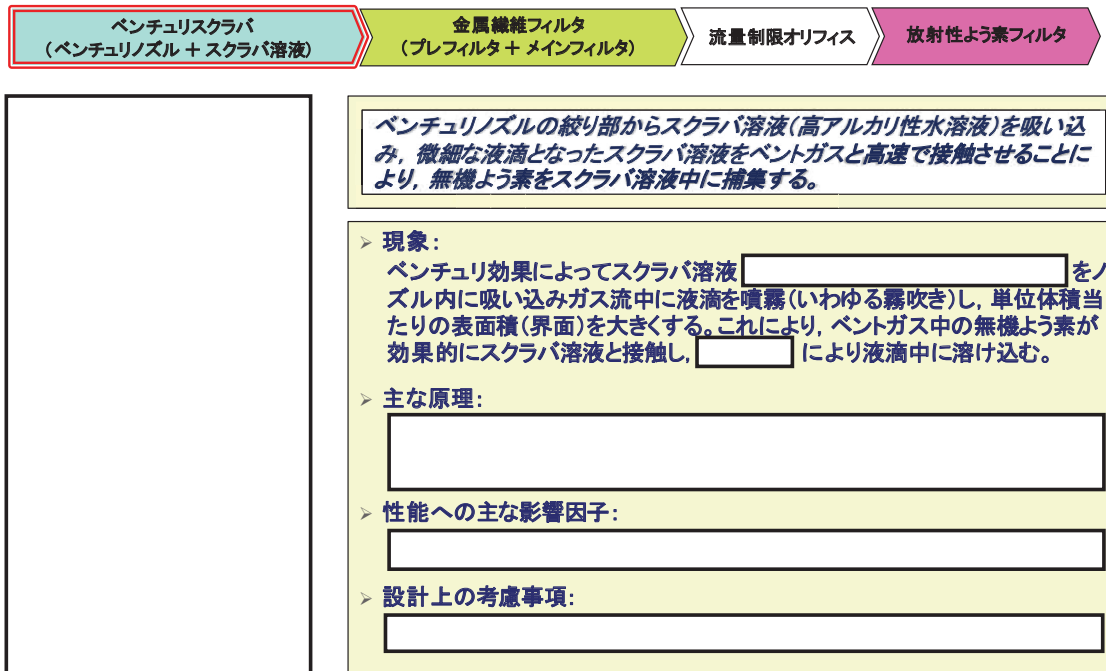 ベンチュリスクラバ
(ベンチュリノズル + スクラバ溶液)
金属繊維フィルタ
(プレフィルタ+ メインフィルタ)
流量制限オリフィス
放射性よう素フィルタ
ベンチュリノズルの絞り部からスクラバ溶液(高アルカリ性水溶液)を吸い込
み, 微細な液滴となったスクラバ溶液をベントガスと高速で接触させることに
より, 無機よう素をスクラバ溶液中に捕集する。
➢ 現象:
ベンチュリ効果によってスクラバ溶液 をノ
ズル内に吸い込みガス流中に液滴を噴霧(いわゆる霧吹き)し, 単位体積当
たりの表面積(界面)を大きくする。これにより, ベントガス中の無機よう素が
効果的にスクラバ溶液と接触し, により液滴中に溶け込む。
➢ 主な原理:
➢ 性能への主な影響因子:
➢ 設計上の考慮事項: